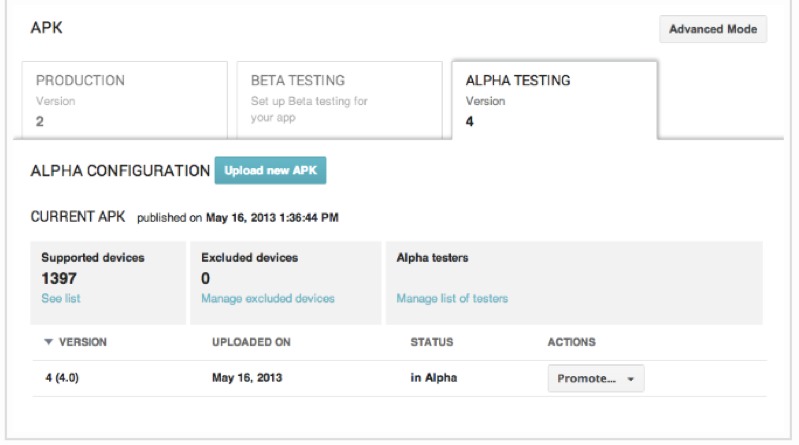 APK
Advanced Mode
PRODUCTION
Version
2
BETA TESTING
Set up Beta testing for
your app
ALPHA TESTING
Version
4
ALPHA CONFIGURATION Upload new APK
CURRENT APK published on May 16, 2013 1:36:44 PM
Supported devices
1397
See list
Excluded devices
0
Manage excluded devices
Alpha testers
Manage list of testers
VERSION UPLOADED ON STATUS ACTIONS
4 (4.0) May 16, 2013 in Alpha Promote...